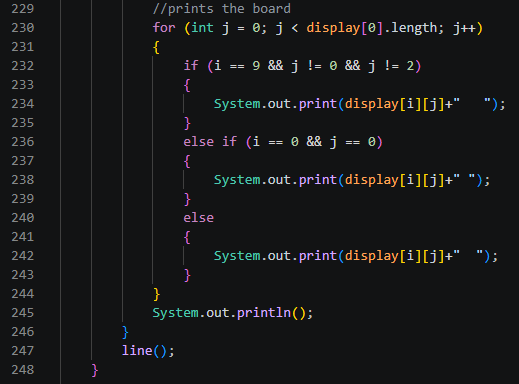 229 //prints the board
230 for (int j = 0; j < display[0].length; j++)
231 {
232 if (i == 9 && j != 0 && j != 2)
233 {
234 System.out.print(display[i][j]+"   ");
235 }
236 else if (i == 0 && j == 0)
237 {
238 System.out.print(display[i][j]+" ");
239 }
240 else
241 {
242 System.out.print(display[i][j]+"  ");
243 }
244 }
245 System.out.println();
246 }
247 line();
248 }